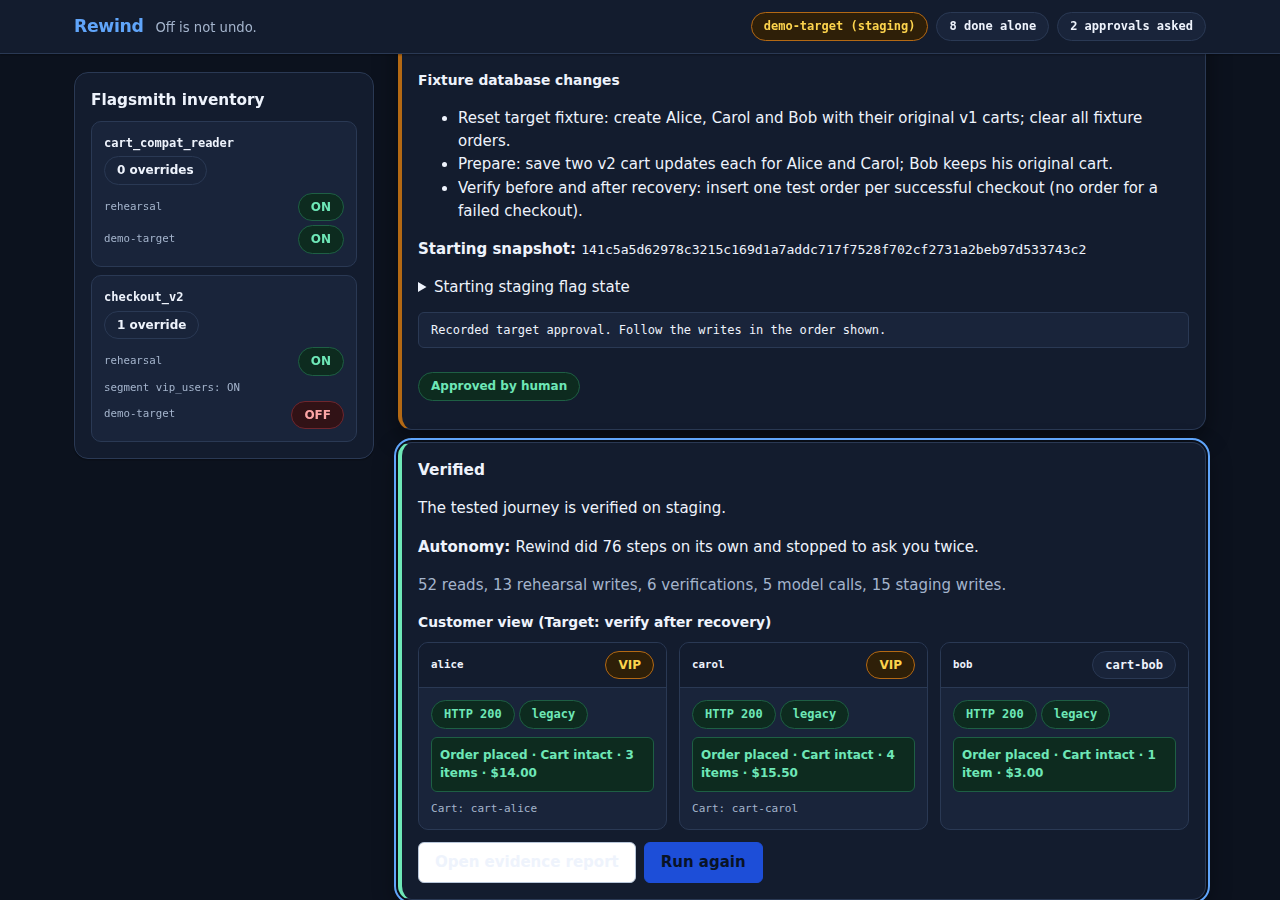 Rewind Off is not undo. demo-target (staging) 8 done alone 2 approvals asked
Flagsmith inventory
cart_compat_reader
0 overrides
rehearsal ON
demo-target ON
checkout_v2
1 override
rehearsal ON
segment vip_users: ON
demo-target OFF
Fixture database changes
• Reset target fixture: create Alice, Carol and Bob with their original v1 carts; clear all fixture
orders.
• Prepare: save two v2 cart updates each for Alice and Carol; Bob keeps his original cart.
• Verify before and after recovery: insert one test order per successful checkout (no order for a
failed checkout).
Starting snapshot: 141c5a5d62978c3215c169d1a7addc717f7528f702cf2731a2beb97d533743c2
▶ Starting staging flag state
Recorded target approval. Follow the writes in the order shown.
Approved by human
Verified
The tested journey is verified on staging.
Autonomy: Rewind did 76 steps on its own and stopped to ask you twice.
52 reads, 13 rehearsal writes, 6 verifications, 5 model calls, 15 staging writes.
Customer view (Target: verify after recovery)
alice VIP
HTTP 200 legacy
Order placed · Cart intact · 3
items · $14.00
Cart: cart-alice
carol VIP
HTTP 200 legacy
Order placed · Cart intact · 4
items · $15.50
Cart: cart-carol
bob cart-bob
HTTP 200 legacy
Order placed · Cart intact · 1
item · $3.00
Open evidence report Run again